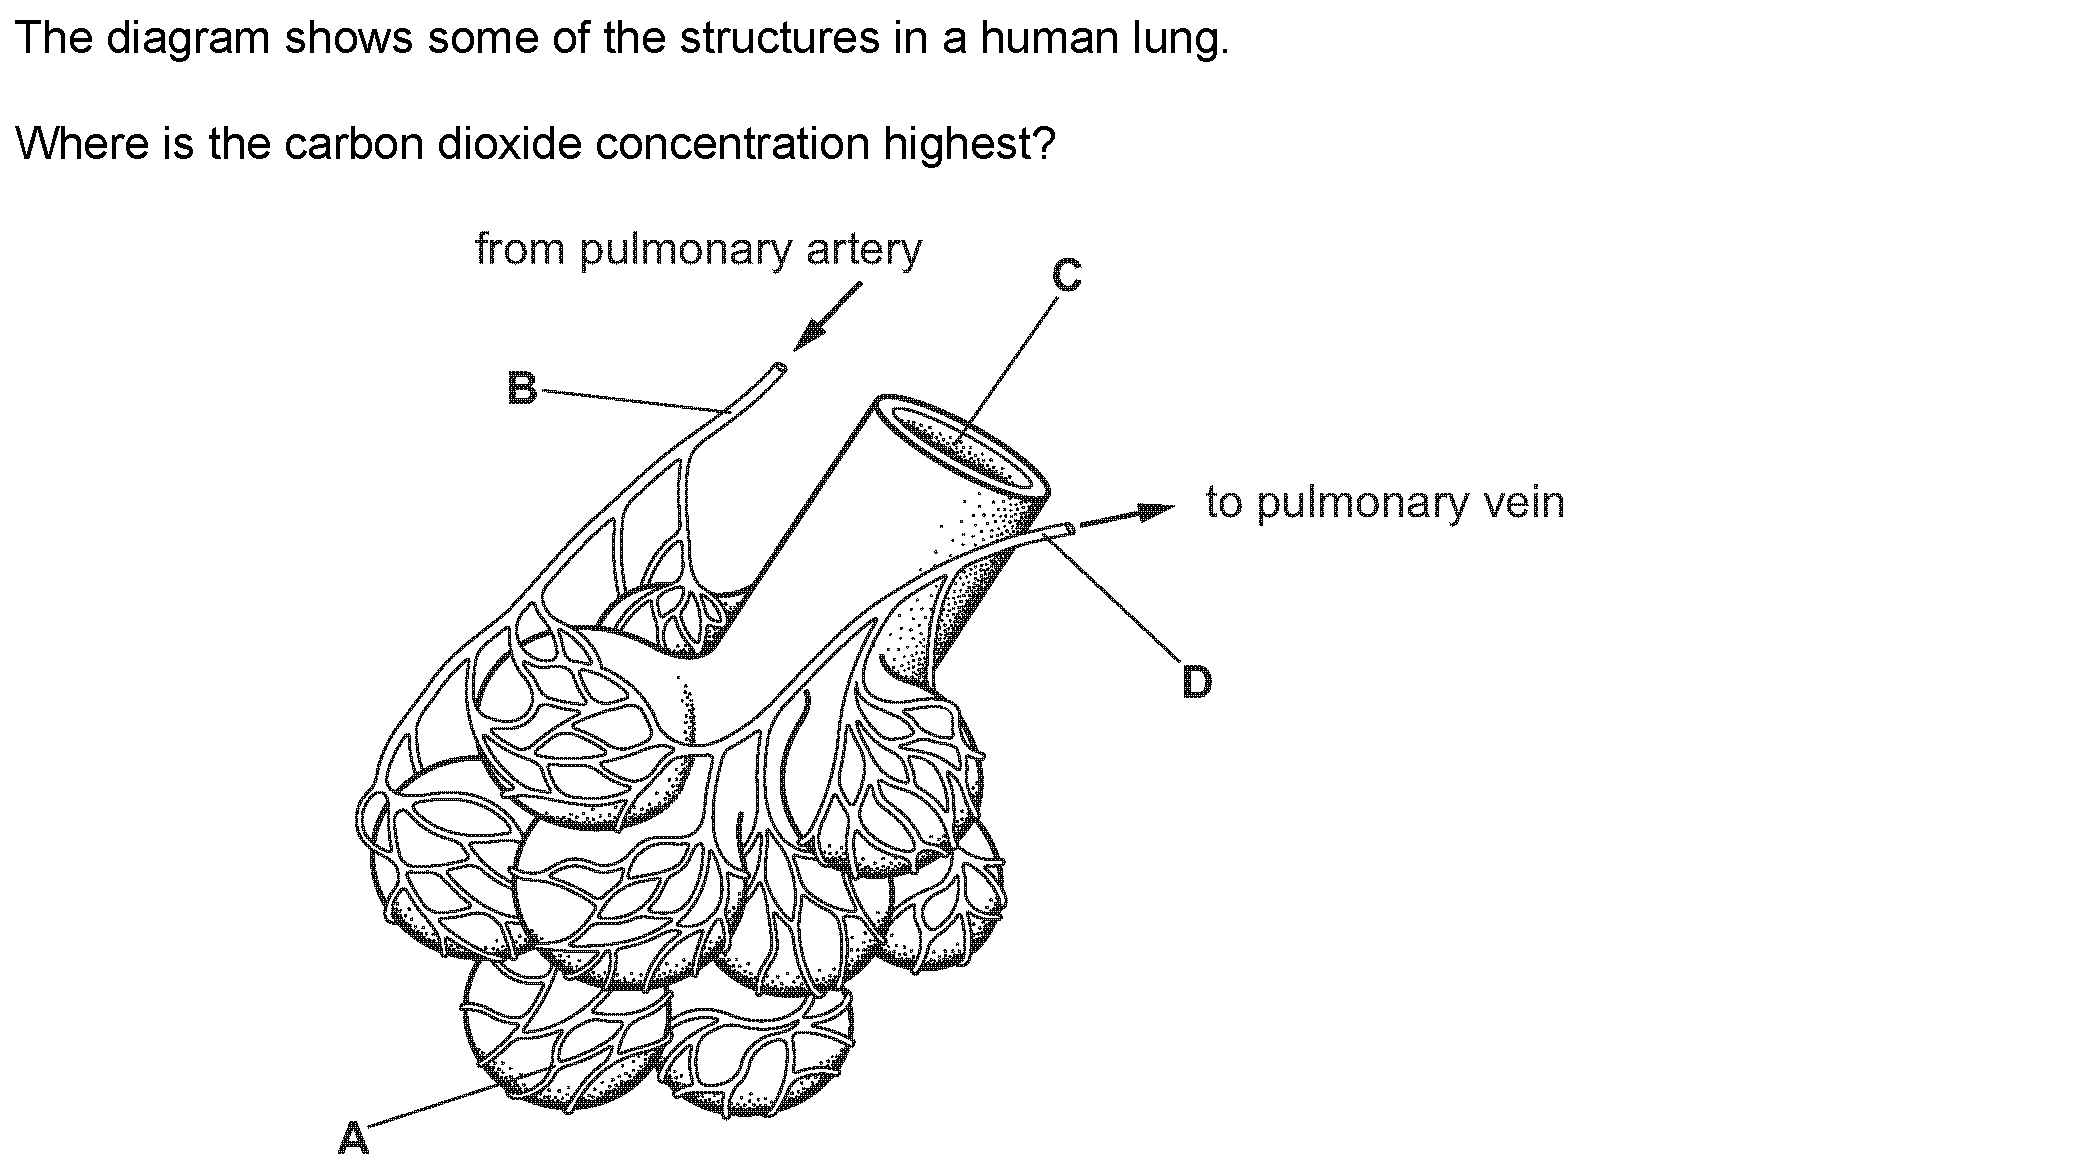 The diagram shows some of the structures in a human lung.
Where is the carbon dioxide concentration highest?
from pulmonary artery
C
B
to pulmonary vein
D
A